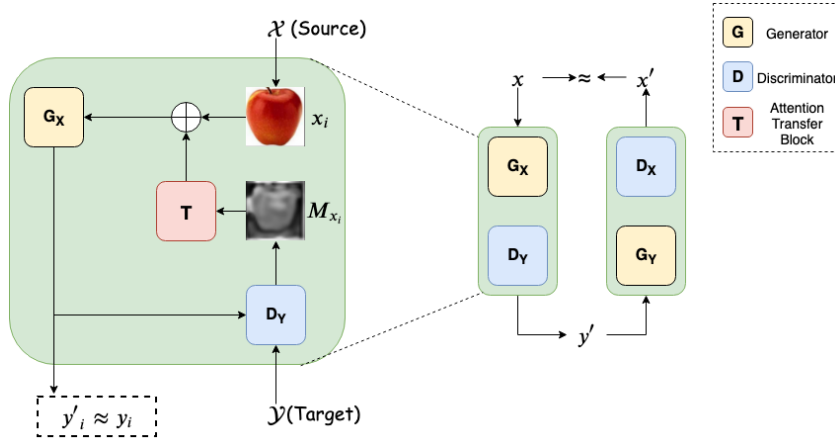 𝒳 (Source)
G_X
x_i
T
M_{x_i}
D_Y
y'_i ≈ y_i
𝒴(Target)
x → ≈ ← x'
G_X
D_X
D_Y
G_Y
y'
G Generator
D Discriminator
T Attention
Transfer
Block